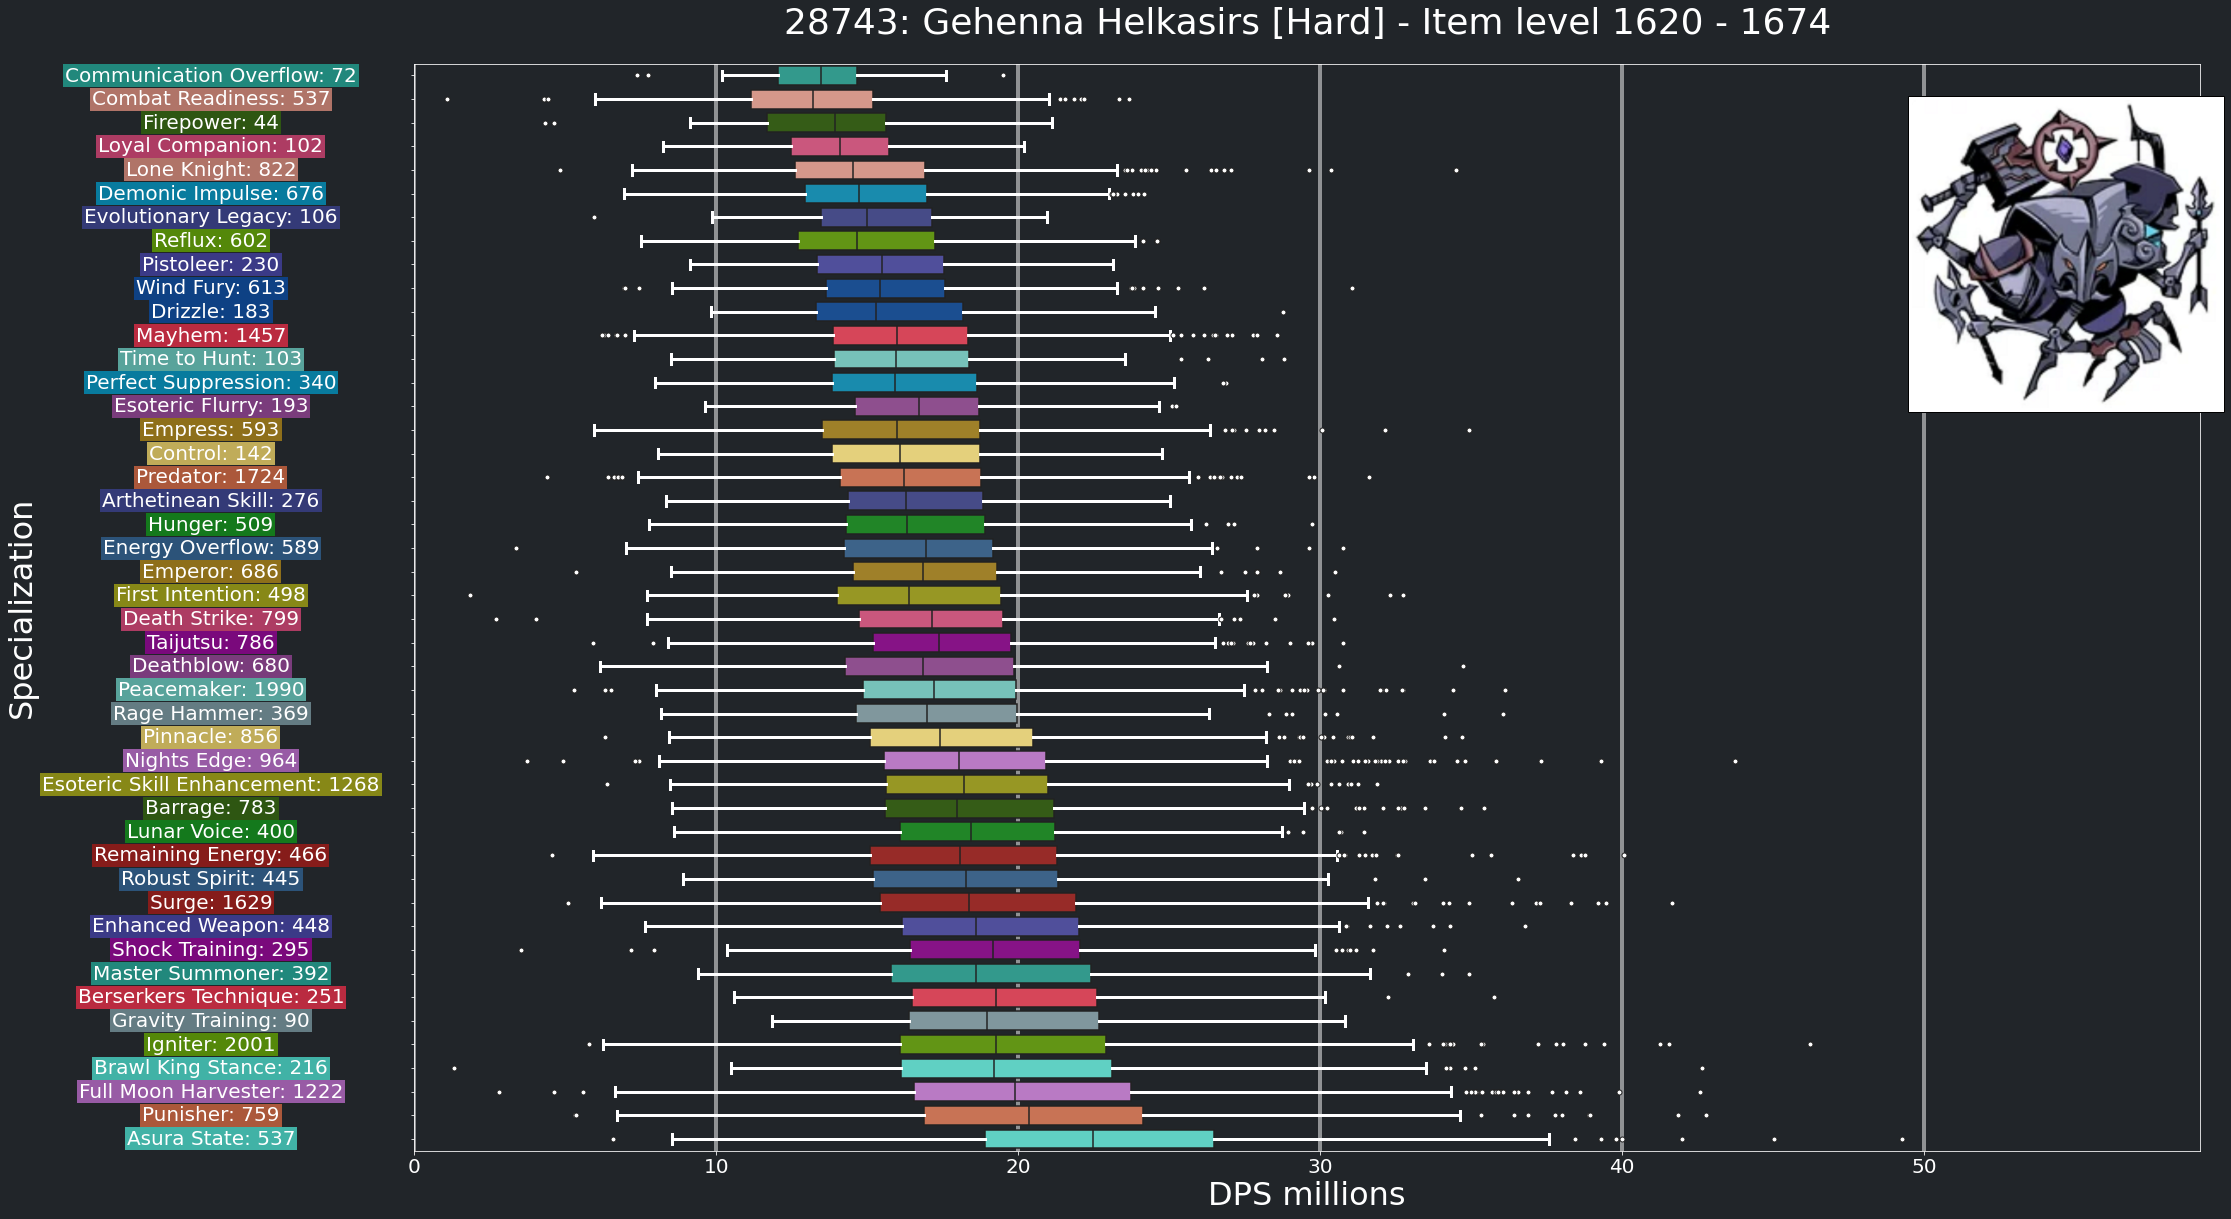 28743: Gehenna Helkasirs [Hard] - Item level 1620 - 1674
Specialization
Communication Overflow: 72
Combat Readiness: 537
Firepower: 44
Loyal Companion: 102
Lone Knight: 822
Demonic Impulse: 676
Evolutionary Legacy: 106
Reflux: 602
Pistoleer: 230
Wind Fury: 613
Drizzle: 183
Mayhem: 1457
Time to Hunt: 103
Perfect Suppression: 340
Esoteric Flurry: 193
Empress: 593
Control: 142
Predator: 1724
Arthetinean Skill: 276
Hunger: 509
Energy Overflow: 589
Emperor: 686
First Intention: 498
Death Strike: 799
Taijutsu: 786
Deathblow: 680
Peacemaker: 1990
Rage Hammer: 369
Pinnacle: 856
Nights Edge: 964
Esoteric Skill Enhancement: 1268
Barrage: 783
Lunar Voice: 400
Remaining Energy: 466
Robust Spirit: 445
Surge: 1629
Enhanced Weapon: 448
Shock Training: 295
Master Summoner: 392
Berserkers Technique: 251
Gravity Training: 90
Igniter: 2001
Brawl King Stance: 216
Full Moon Harvester: 1222
Punisher: 759
Asura State: 537
0 10 20 30 40 50
DPS millions